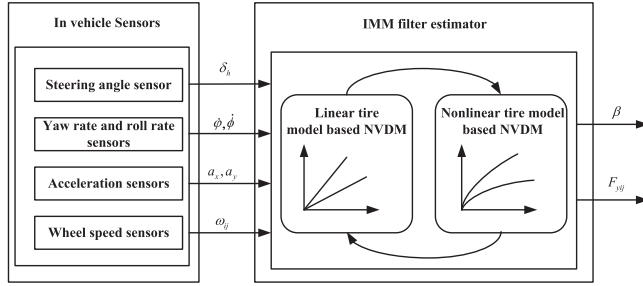 In vehicle Sensors
Steering angle sensor
Yaw rate and roll rate
sensors
Acceleration sensors
Wheel speed sensors
δh
φ̇, ϕ̇
ax, ay
ωij
IMM filter estimator
Linear tire
model based NVDM
Nonlinear tire model
based NVDM
β
Fyij